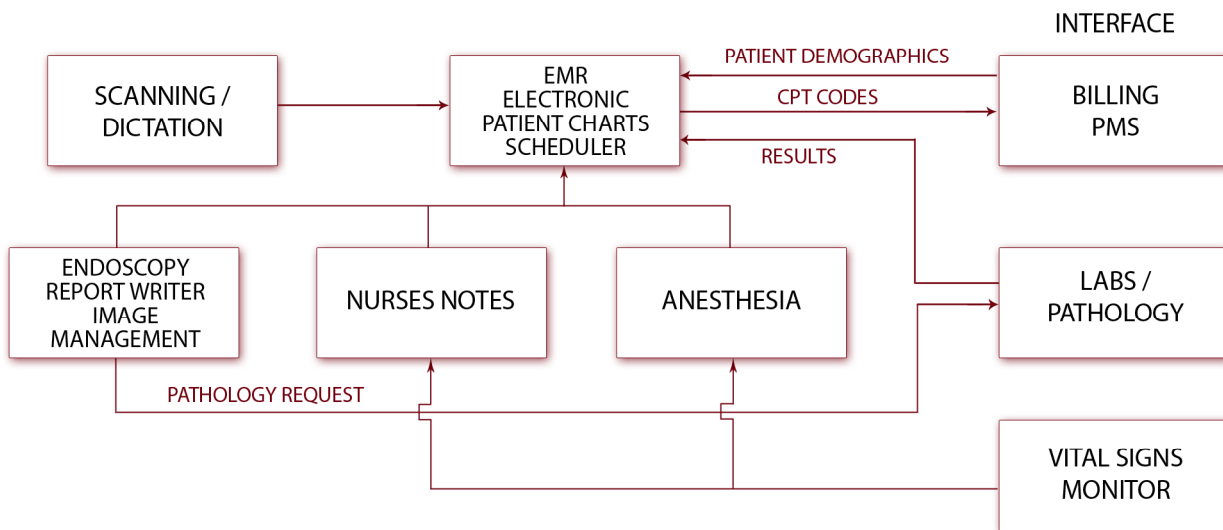 INTERFACE
SCANNING /
DICTATION
EMR
ELECTRONIC
PATIENT CHARTS
SCHEDULER
PATIENT DEMOGRAPHICS
CPT CODES
RESULTS
BILLING
PMS
ENDOSCOPY
REPORT WRITER
IMAGE
MANAGEMENT
NURSES NOTES
ANESTHESIA
LABS /
PATHOLOGY
PATHOLOGY REQUEST
VITAL SIGNS
MONITOR